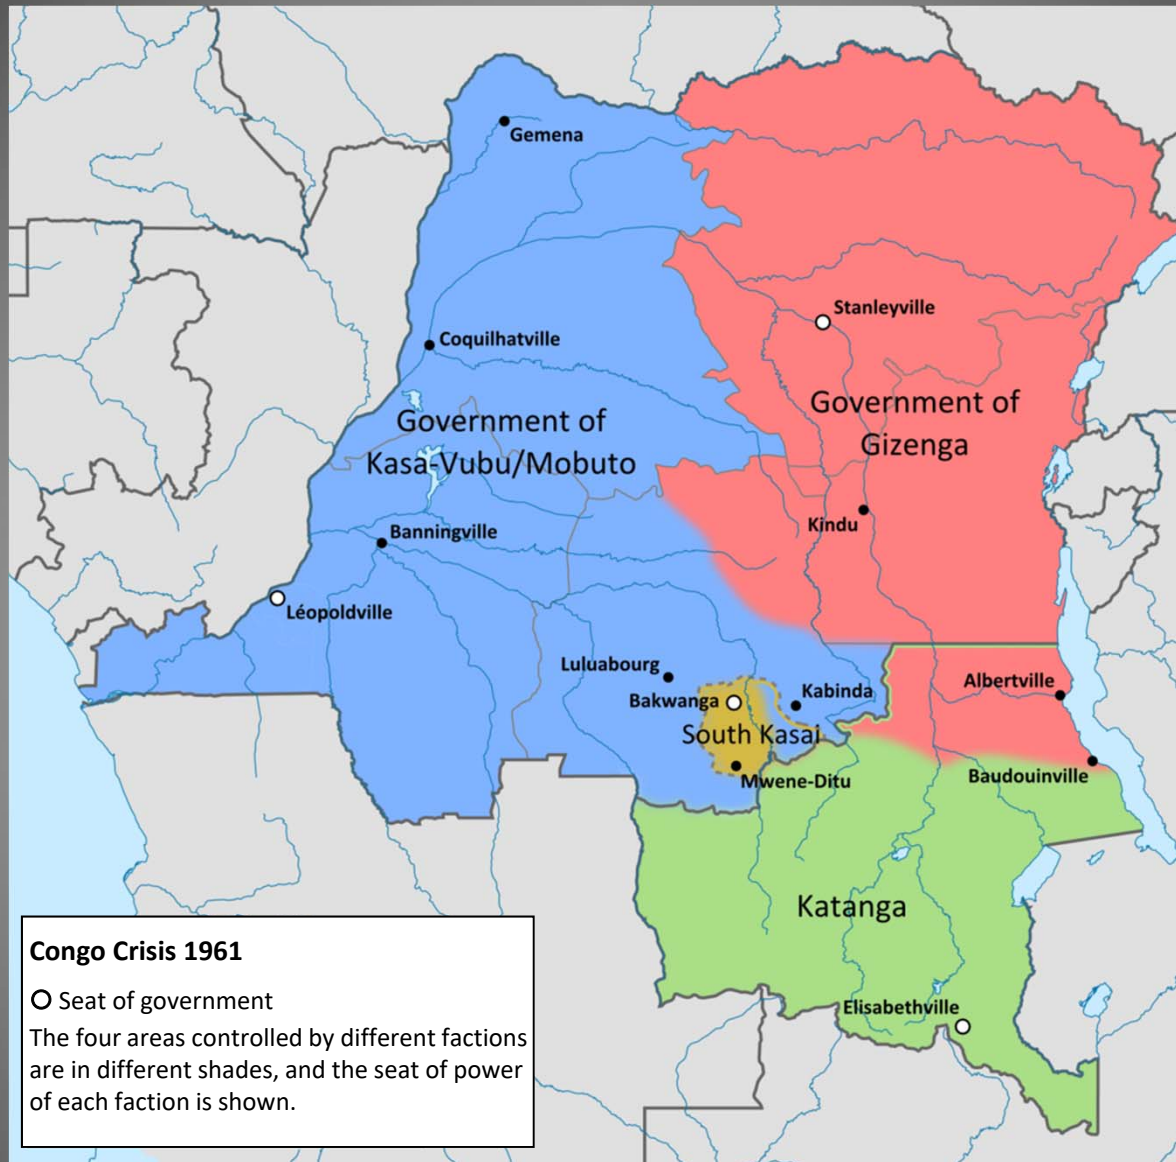 Gemena
Stanleyville
Coquilhatville
Government of
Kasa-Vubu/Mobuto
Government of
Gizenga
Kindu
Banningville
Léopoldville
Luluabourg
Bakwanga
Kabinda
Albertville
South Kasai
Mwene-Ditu
Baudouinville
Katanga
Elisabethville
Congo Crisis 1961
Seat of government
The four areas controlled by different factions
are in different shades, and the seat of power
of each faction is shown.